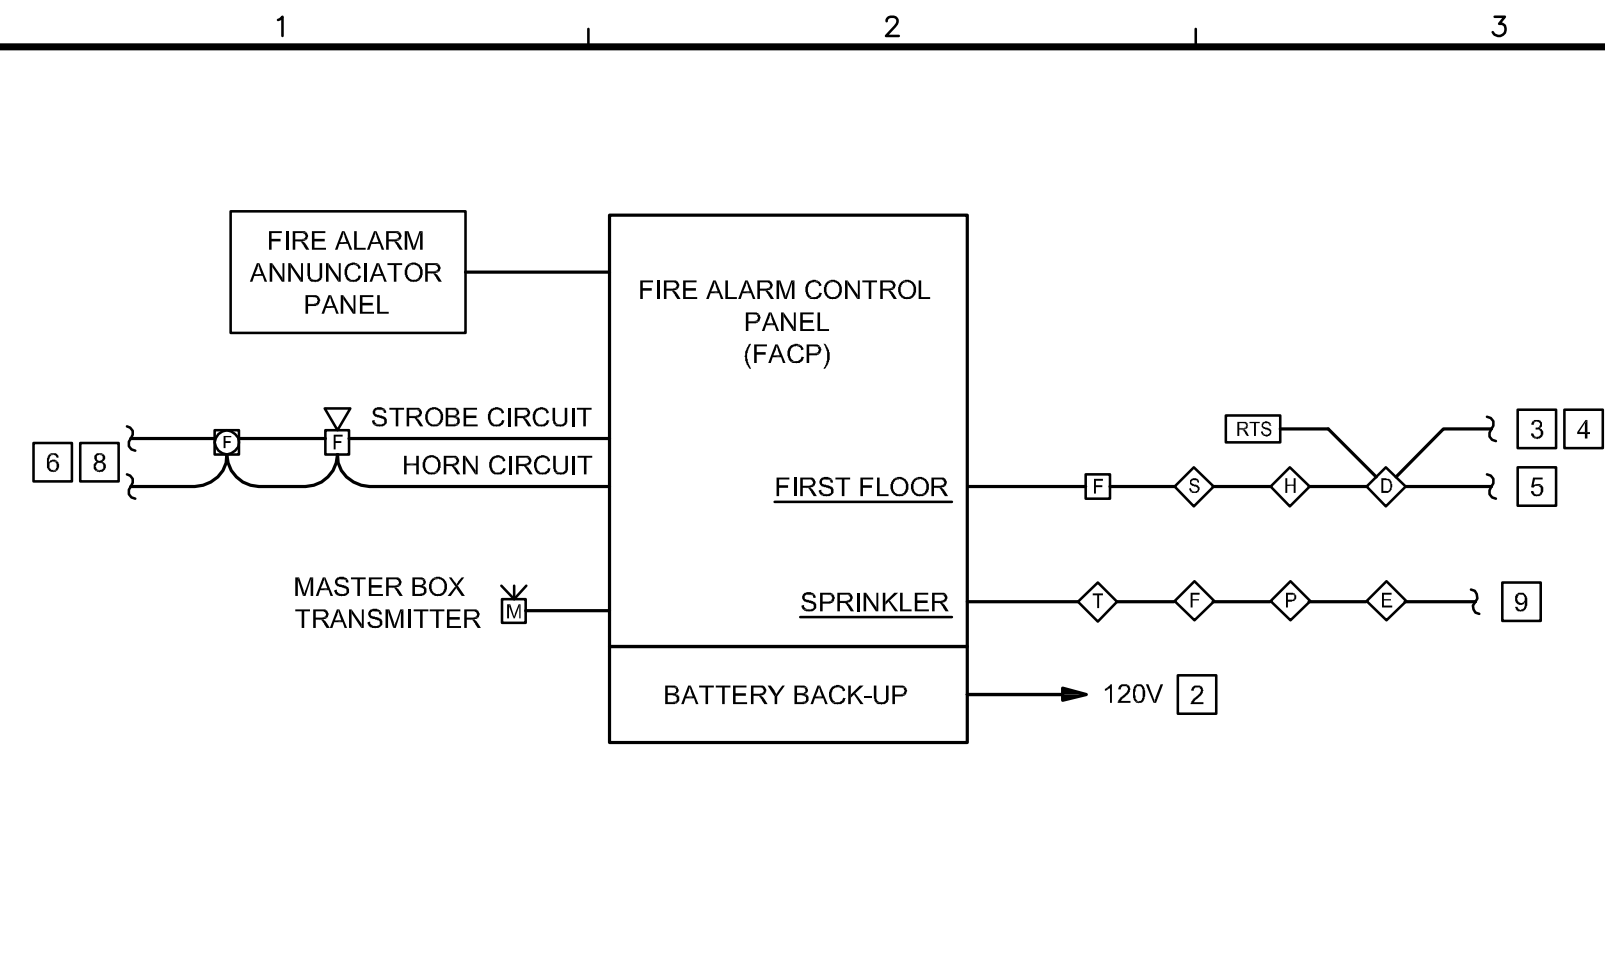 1 2 3
FIRE ALARM
ANNUNCIATOR
PANEL
FIRE ALARM CONTROL
PANEL
(FACP)
STROBE CIRCUIT
F F
6 8
HORN CIRCUIT
RTS
3 4
FIRST FLOOR
F S H D
5
MASTER BOX
TRANSMITTER
M
SPRINKLER
T F P E
9
BATTERY BACK-UP
120V 2